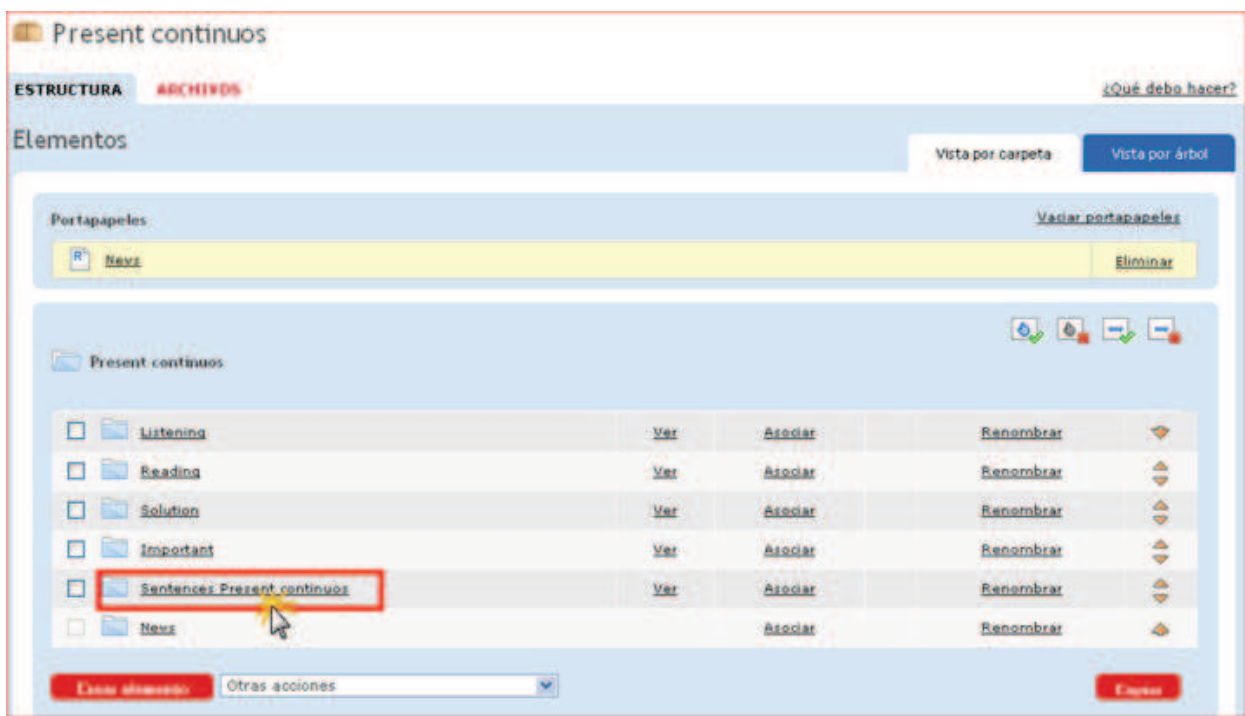 Present continuos
ESTRUCTURA ARCHIVOS ¿Qué debo hacer?
Elementos
Vista por carpeta Vista por árbol
Portapapeles Vaciar portapapeles
News Eliminar
Present continuos
Listening Ver Asociar Renombrar
Reading Ver Asociar Renombrar
Solution Ver Asociar Renombrar
Important Ver Asociar Renombrar
Sentences Present continuos Ver Asociar Renombrar
News Asociar Renombrar
Crear elemento Otras acciones